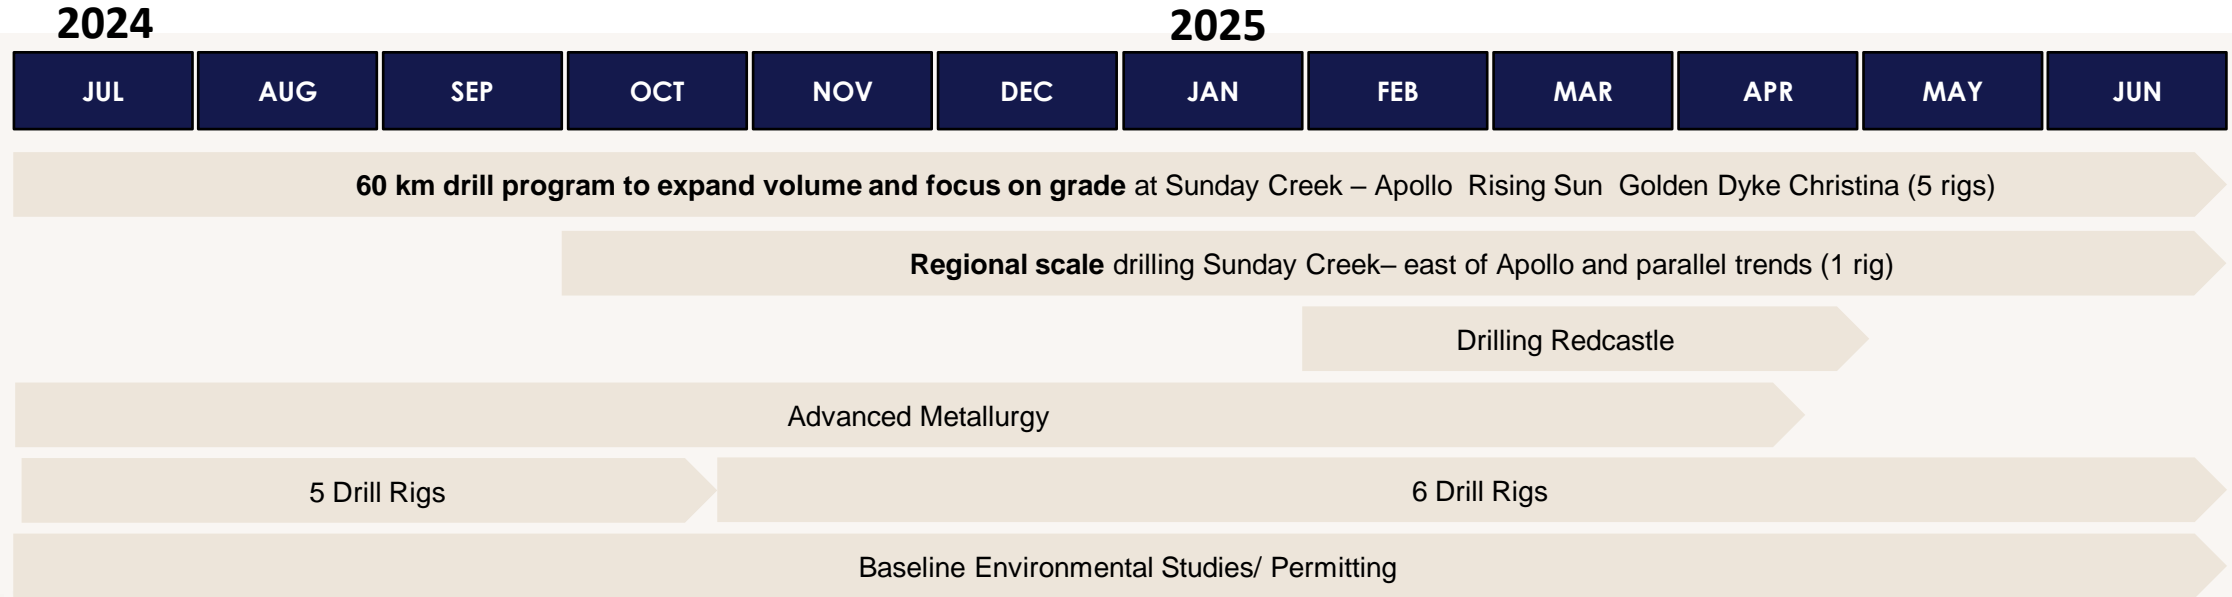 2024 2025
JUL AUG SEP OCT NOV DEC JAN FEB MAR APR MAY JUN
60 km drill program to expand volume and focus on grade at Sunday Creek – Apollo Rising Sun Golden Dyke Christina (5 rigs)
Regional scale drilling Sunday Creek– east of Apollo and parallel trends (1 rig)
Drilling Redcastle
Advanced Metallurgy
5 Drill Rigs 6 Drill Rigs
Baseline Environmental Studies/ Permitting